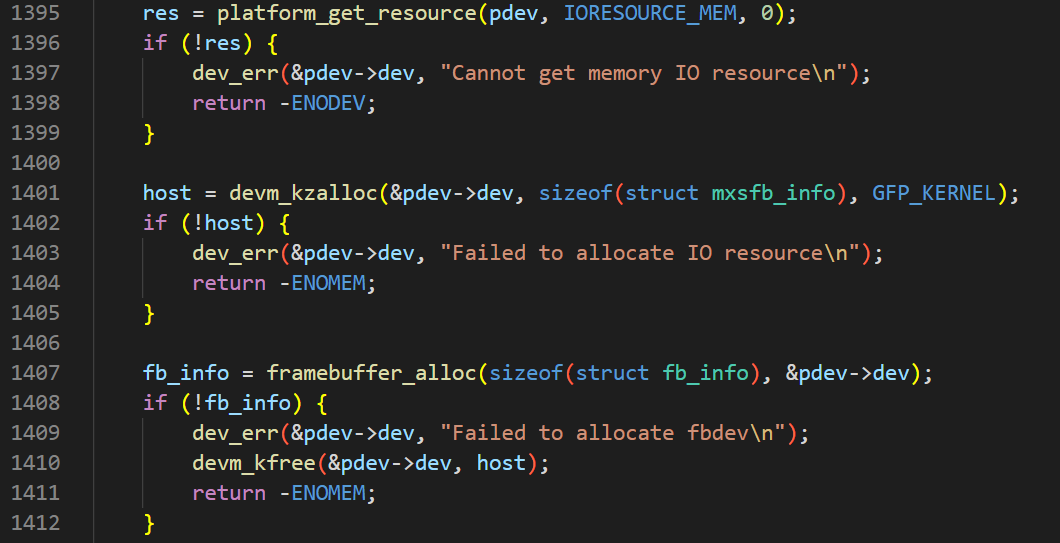 1395 res = platform_get_resource(pdev, IORESOURCE_MEM, 0);
1396 if (!res) {
1397 dev_err(&pdev->dev, "Cannot get memory IO resource\n");
1398 return -ENODEV;
1399 }
1400
1401 host = devm_kzalloc(&pdev->dev, sizeof(struct mxsfb_info), GFP_KERNEL);
1402 if (!host) {
1403 dev_err(&pdev->dev, "Failed to allocate IO resource\n");
1404 return -ENOMEM;
1405 }
1406
1407 fb_info = framebuffer_alloc(sizeof(struct fb_info), &pdev->dev);
1408 if (!fb_info) {
1409 dev_err(&pdev->dev, "Failed to allocate fbdev\n");
1410 devm_kfree(&pdev->dev, host);
1411 return -ENOMEM;
1412 }